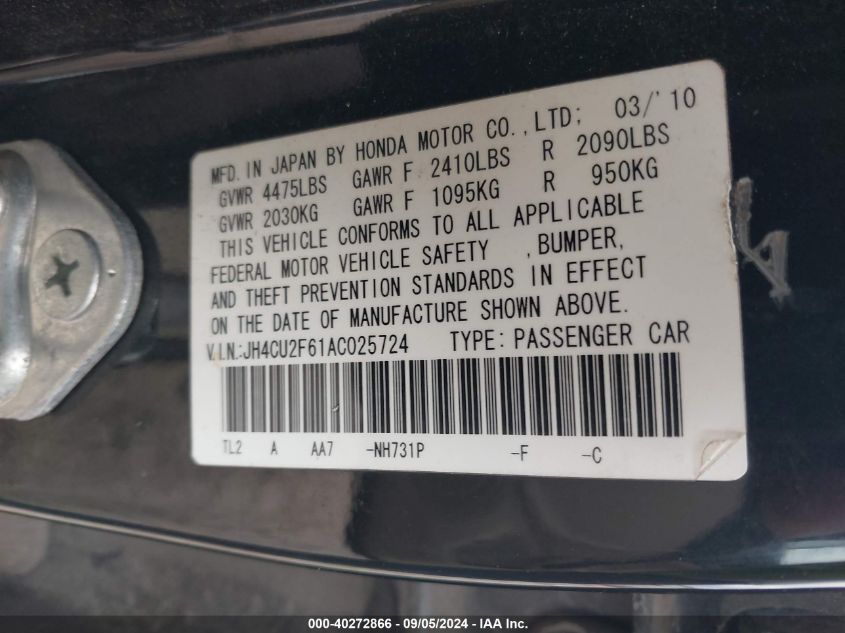 MFD. IN JAPAN BY HONDA MOTOR CO., LTD; 03/'10
GVWR 4475LBS GAWR F 2410LBS R 2090LBS
GVWR 2030KG GAWR F 1095KG R 950KG
THIS VEHICLE CONFORMS TO ALL APPLICABLE
FEDERAL MOTOR VEHICLE SAFETY , BUMPER,
AND THEFT PREVENTION STANDARDS IN EFFECT
ON THE DATE OF MANUFACTURE SHOWN ABOVE.
V.I.N.:JH4CU2F61AC025724 TYPE: PASSENGER CAR
TL2 A AA7 -NH731P -F -C
000-40272866 - 09/05/2024 - IAA Inc.